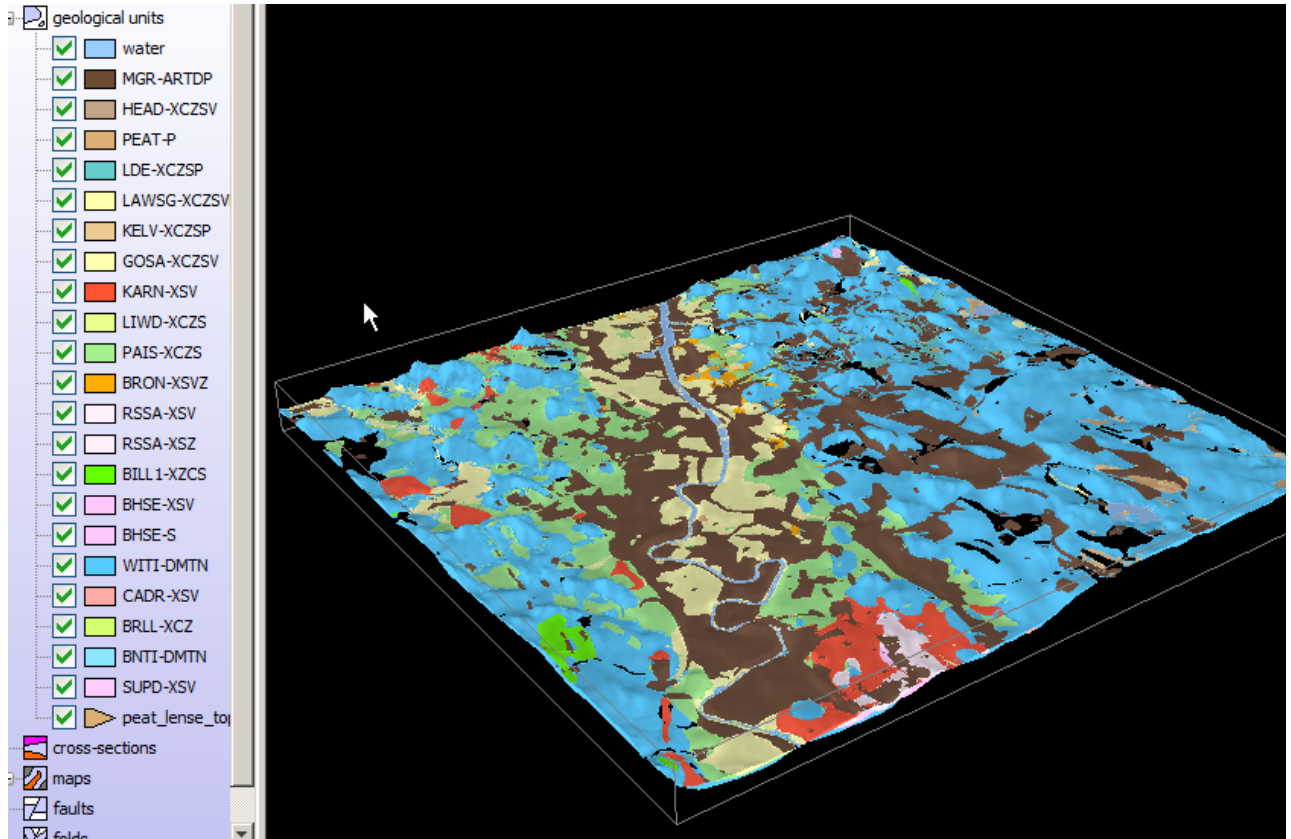 geological units
water
MGR-ARTDP
HEAD-XCZSV
PEAT-P
LDE-XCZSP
LAWSG-XCZSV
KELV-XCZSP
GOSA-XCZSV
KARN-XSV
LIWD-XCZS
PAIS-XCZS
BRON-XSVZ
RSSA-XSV
RSSA-XSZ
BILL1-XZCS
BHSE-XSV
BHSE-S
WITI-DMTN
CADR-XSV
BRLL-XCZ
BNTI-DMTN
SUPD-XSV
peat_lense_to
cross-sections
maps
faults
folds